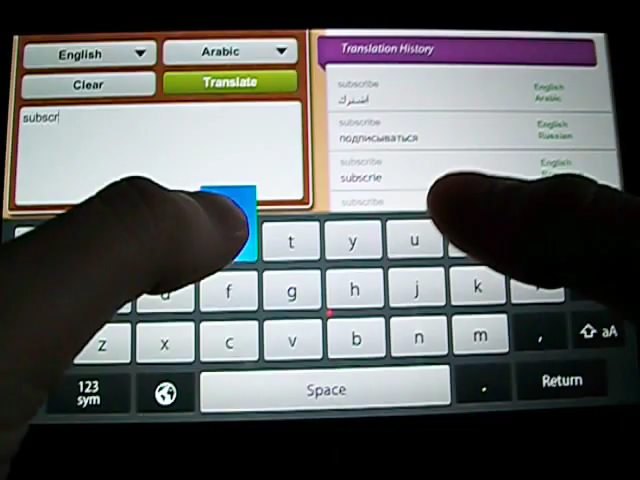 English
Arabic
Clear
Translate
subscr
Translation History
subscribe
اشترك
English
Arabic
subscribe
подписываться
English
Russian
subscribe
subscrie
English
subscribe
t
y
u
f
g
h
j
k
z
x
c
v
b
n
m
,
aA
123
sym
Space
.
Return